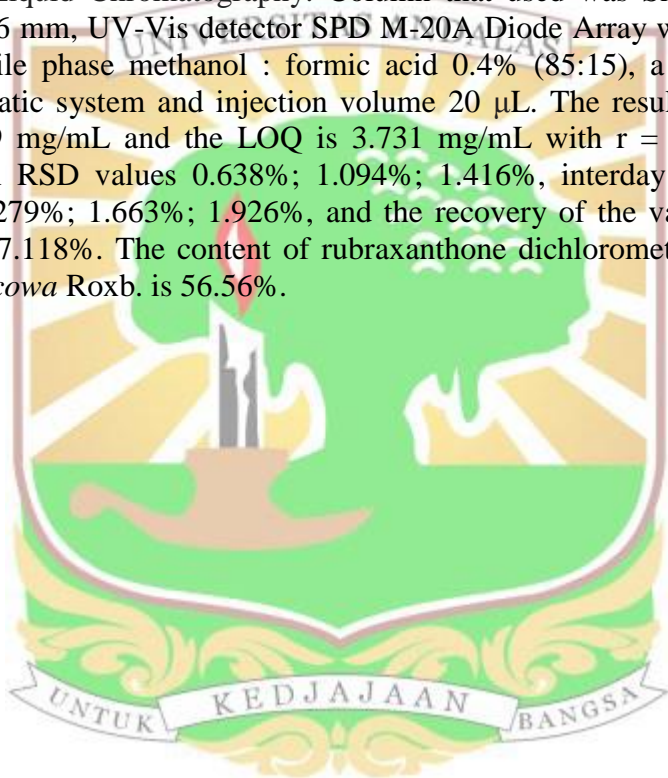 Liquid Chromatography. Column that used was
6 mm, UV-Vis detector SPD M-20A Diode Array
UNIVERSITAS ANDALAS
ile phase methanol : formic acid 0.4% (85:15), a
atic system and injection volume 20 μL. The resul
9 mg/mL and the LOQ is 3.731 mg/mL with r =
RSD values 0.638%; 1.094%; 1.416%, interday
279%; 1.663%; 1.926%, and the recovery of the va
7.118%. The content of rubraxanthone dichloromet
cowa Roxb. is 56.56%.
UNTUK KEDJAJAAN BANGSA